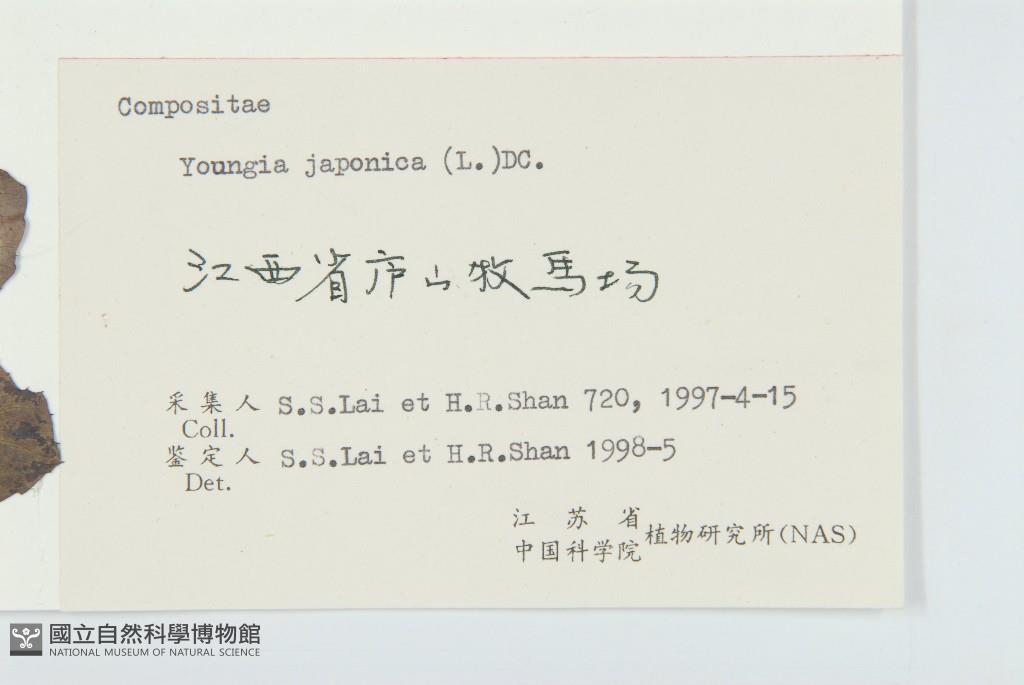 Compositae
Youngia japonica (L.)DC.
江西省庐山牧馬场
采集人 S.S.Lai et H.R.Shan 720, 1997-4-15
Coll.
鉴定人 S.S.Lai et H.R.Shan 1998-5
Det.
江苏省
中国科学院 植物研究所(NAS)
國立自然科學博物館
NATIONAL MUSEUM OF NATURAL SCIENCE